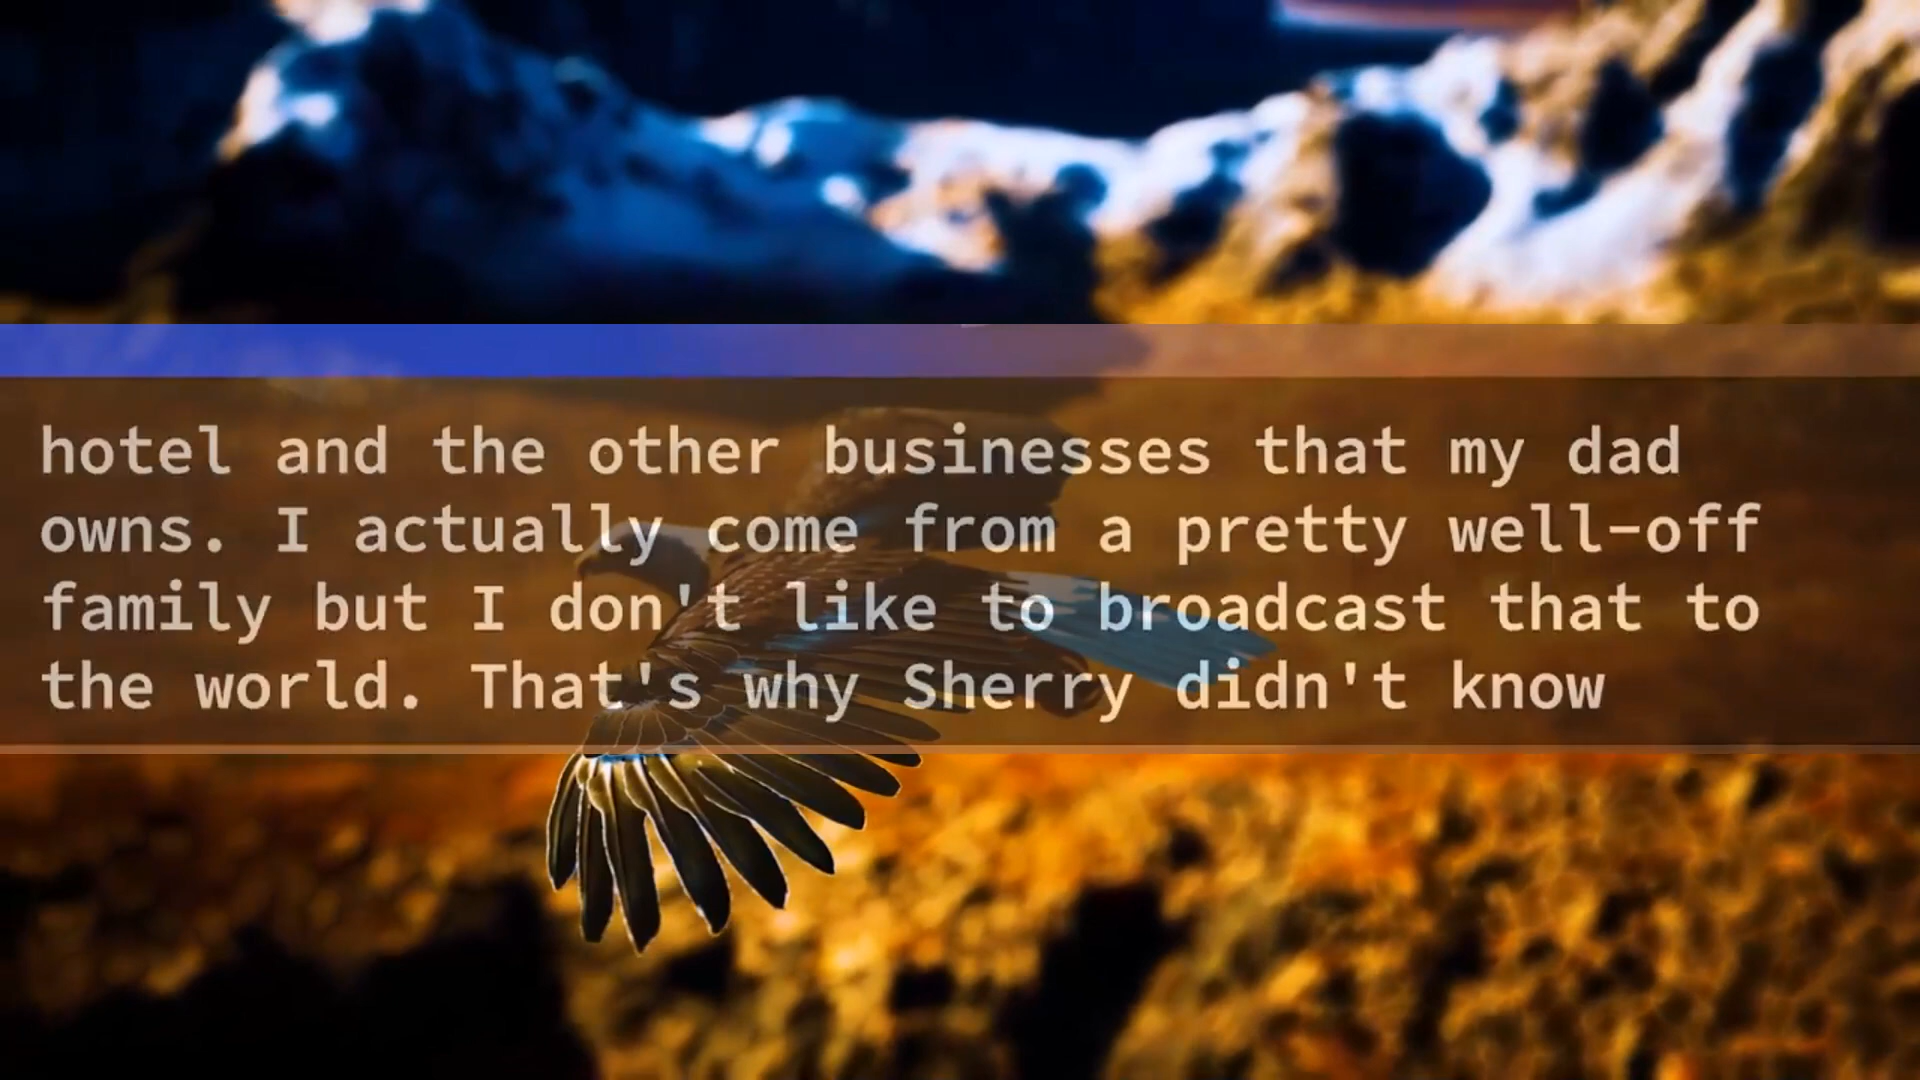 hotel and the other businesses that my dad
owns. I actually come from a pretty well-off
family but I don't like to broadcast that to
the world. That's why Sherry didn't know